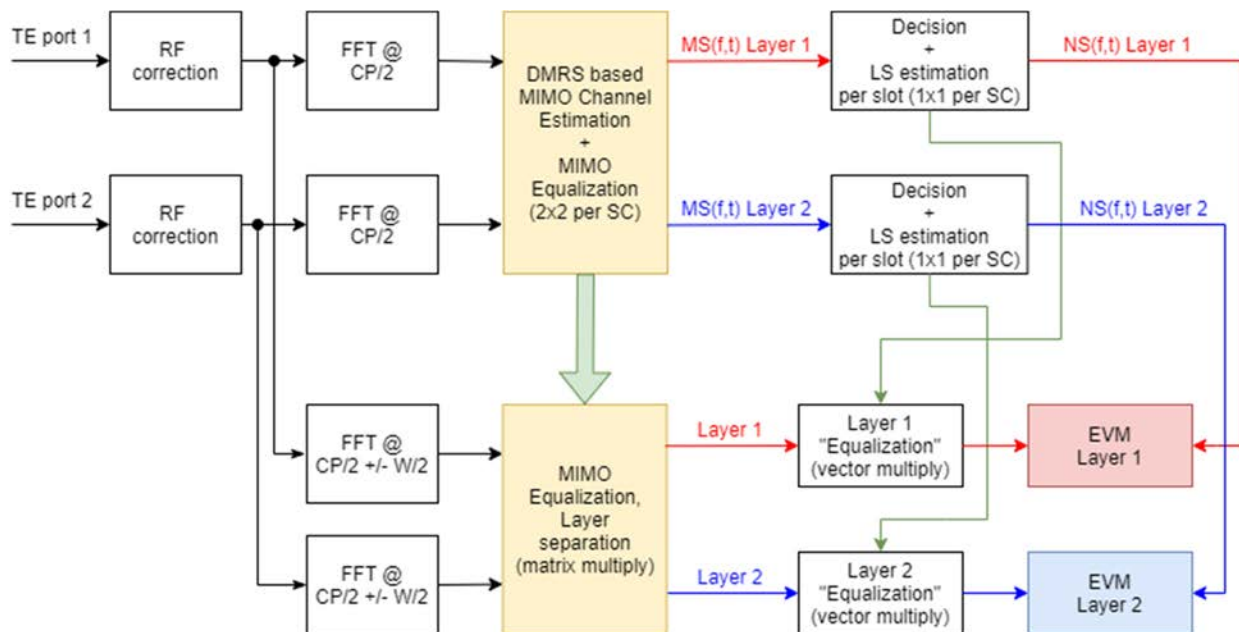 TE port 1
RF
correction
FFT @
CP/2
DMRS based
MIMO Channel
Estimation
+
MIMO
Equalization
(2x2 per SC)
MS(f,t) Layer 1
Decision
+
LS estimation
per slot (1x1 per SC)
NS(f,t) Layer 1
TE port 2
RF
correction
FFT @
CP/2
MS(f,t) Layer 2
Decision
+
LS estimation
per slot (1x1 per SC)
NS(f,t) Layer 2
FFT @
CP/2 +/- W/2
MIMO
Equalization,
Layer
separation
(matrix multiply)
Layer 1
Layer 1
"Equalization"
(vector multiply)
EVM
Layer 1
FFT @
CP/2 +/- W/2
Layer 2
Layer 2
"Equalization"
(vector multiply)
EVM
Layer 2